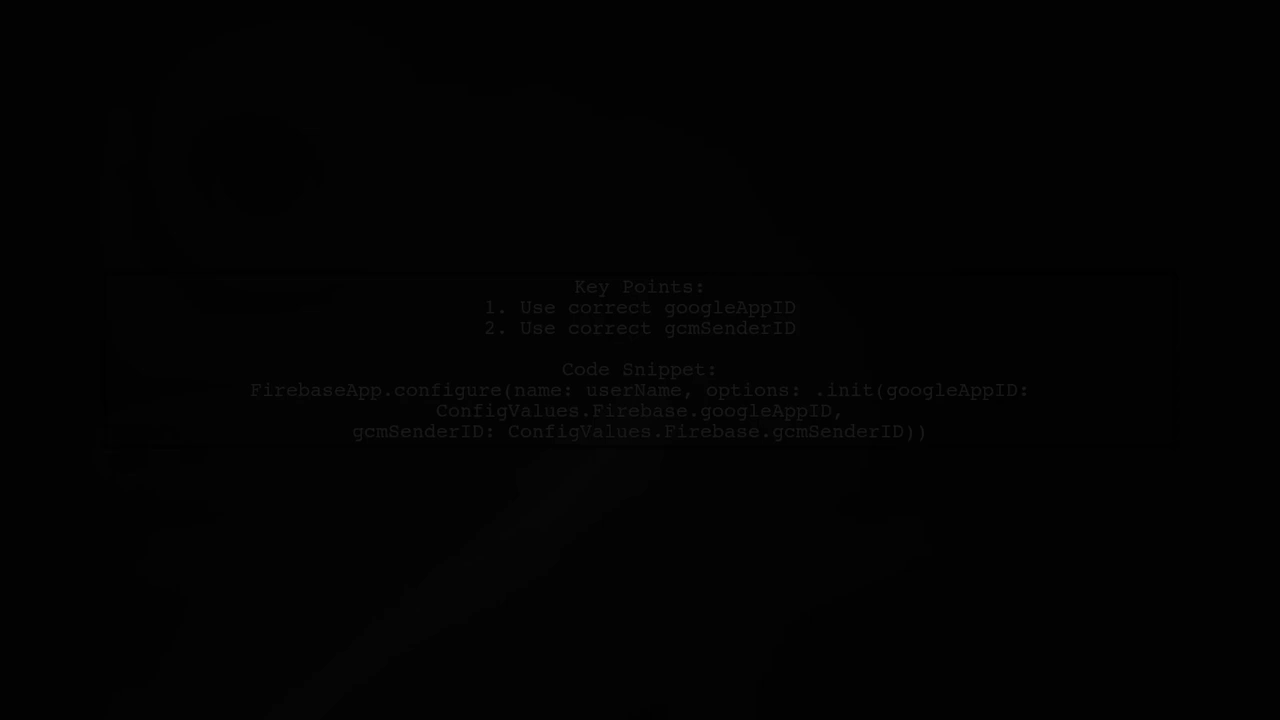 Key Points:
1. Use correct googleAppID
2. Use correct gcmSenderID
Code Snippet:
FirebaseApp.configure(name: userName, options: .init(googleAppID:
ConfigValues.Firebase.googleAppID,
gcmSenderID: ConfigValues.Firebase.gcmSenderID))